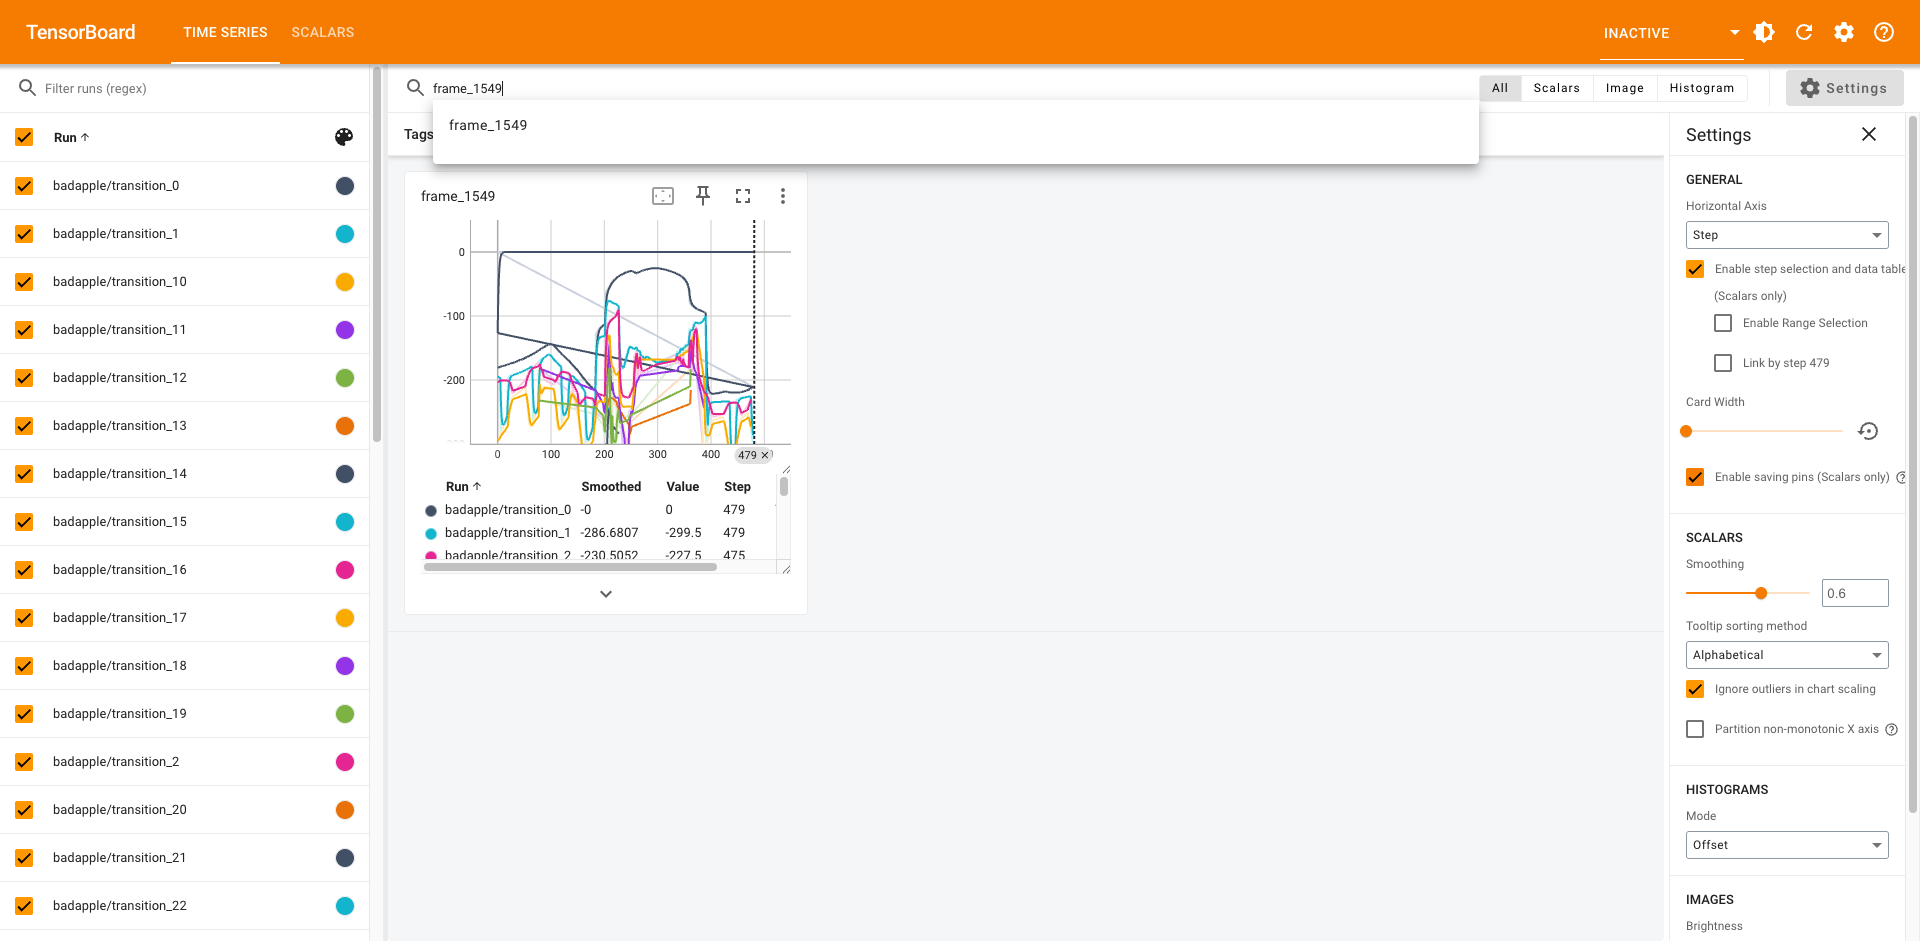 TensorBoard TIME SERIES SCALARS INACTIVE
Filter runs (regex)
frame_1549
All Scalars Image Histogram
Settings
frame_1549
Tags
Run
badapple/transition_0
badapple/transition_1
badapple/transition_10
badapple/transition_11
badapple/transition_12
badapple/transition_13
badapple/transition_14
badapple/transition_15
badapple/transition_16
badapple/transition_17
badapple/transition_18
badapple/transition_19
badapple/transition_2
badapple/transition_20
badapple/transition_21
badapple/transition_22
frame_1549
0
-100
-200
0 100 200 300 400 479
Run Smoothed Value Step
badapple/transition_0 -0 0 479
badapple/transition_1 -286.6807 -299.5 479
badapple/transition_2 -230.5052 -227.5 475
Settings
GENERAL
Horizontal Axis
Step
Enable step selection and data table
(Scalars only)
Enable Range Selection
Link by step 479
Card Width
Enable saving pins (Scalars only)
SCALARS
Smoothing
0.6
Tooltip sorting method
Alphabetical
Ignore outliers in chart scaling
Partition non-monotonic X axis
HISTOGRAMS
Mode
Offset
IMAGES
Brightness